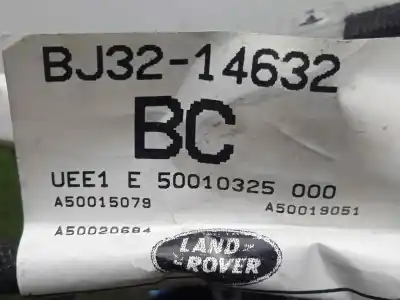 BJ32-14632
BC
UEE1 E 50010325 000
A50015079 A50019051
A50020684
LAND
ROVER